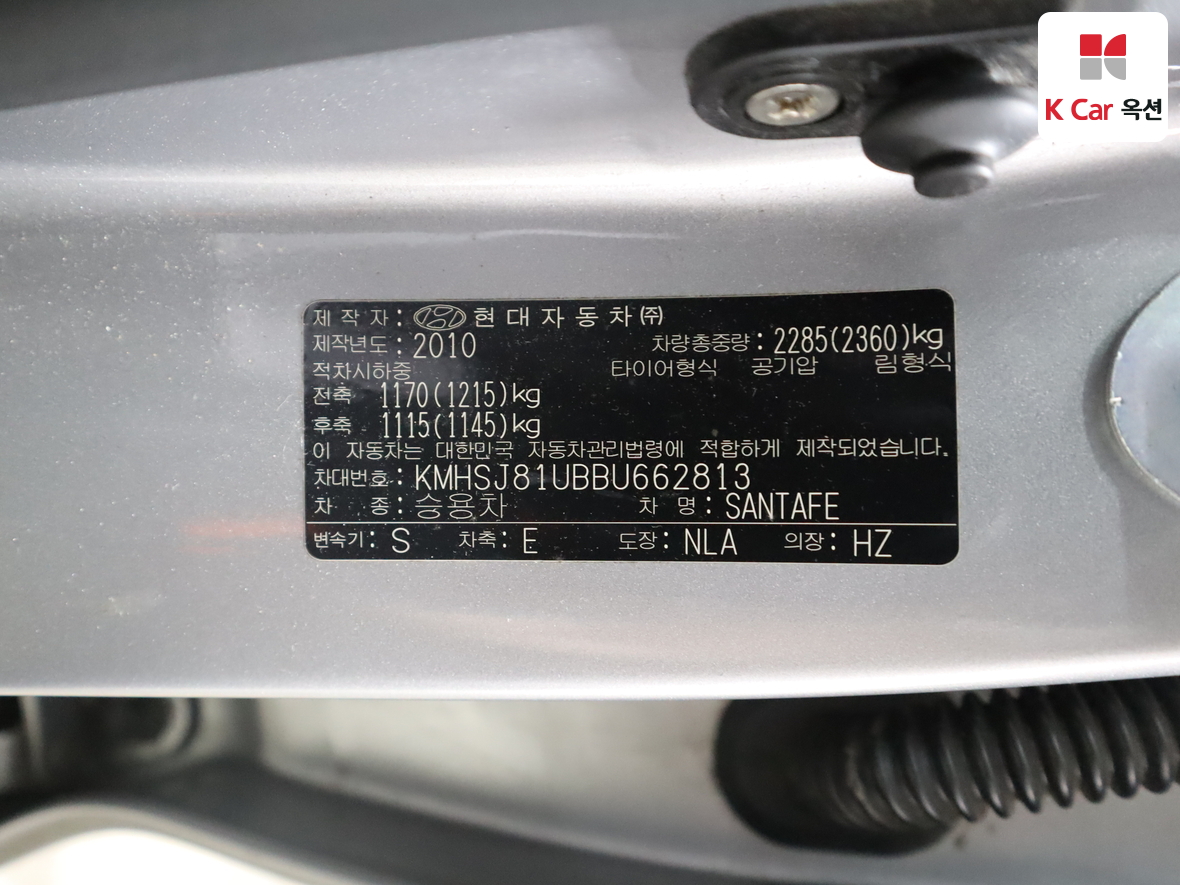 K Car 옥션
제 작 자 : 현 대 자 동 차 ㈜
제작년도 : 2010 차량총중량 : 2285(2360)kg
적차시하중 타이어형식 공기압 림형식
전축 1170(1215)kg
후축 1115(1145)kg
이 자동차는 대한민국 자동차관리법령에 적합하게 제작되었습니다.
차대번호 : KMHSJ81UBBU662813
차 종 : 승용차 차 명 : SANTAFE
변속기 : S 차축 : E 도장 : NLA 의장 : HZ